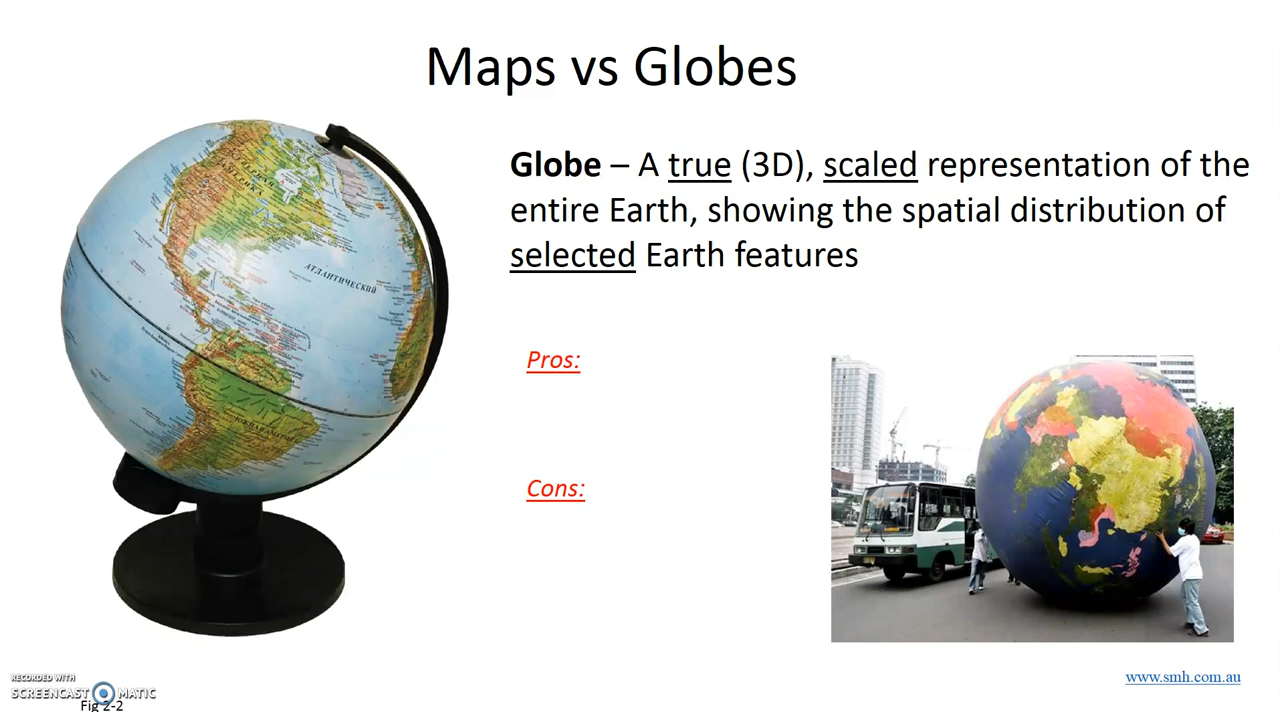 Maps vs Globes
Globe – A true (3D), scaled representation of the
entire Earth, showing the spatial distribution of
selected Earth features
АТЛАНТИЧЕСКИЙ
Pros:
Cons:
RECORDED WITH
SCREENCAST MATIC
Fig 2-2
www.smh.com.au